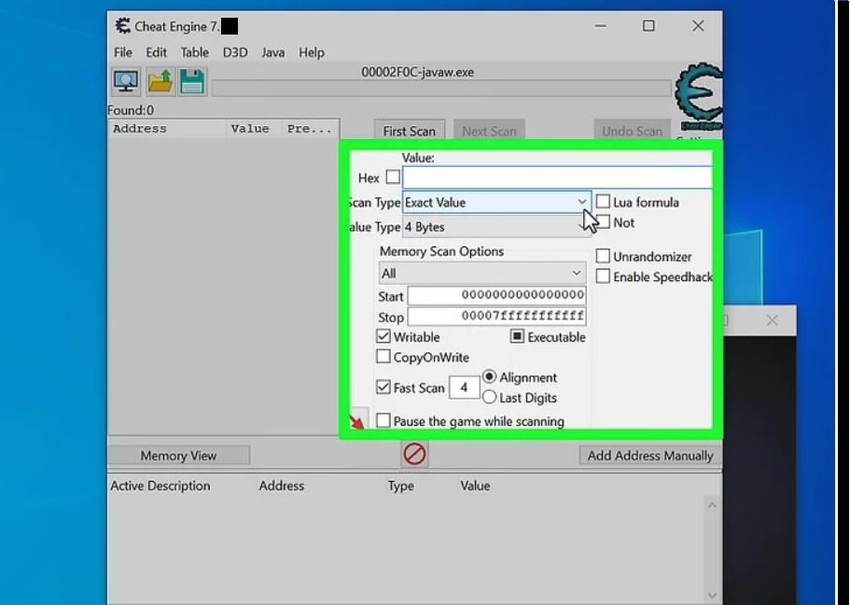 Cheat Engine 7.
File Edit Table D3D Java Help
00002F0C-javaw.exe
Found:0
Address Value Pre...
First Scan Next Scan Undo Scan
Value:
Hex
Scan Type Exact Value Lua formula
alue Type 4 Bytes Not
Memory Scan Options
All
Unrandomizer
Enable Speedhack
Start 0000000000000000
Stop 00007fffffffffff
Writable Executable
CopyOnWrite
Fast Scan 4 Alignment
Last Digits
Pause the game while scanning
Memory View Add Address Manually
Active Description Address Type Value